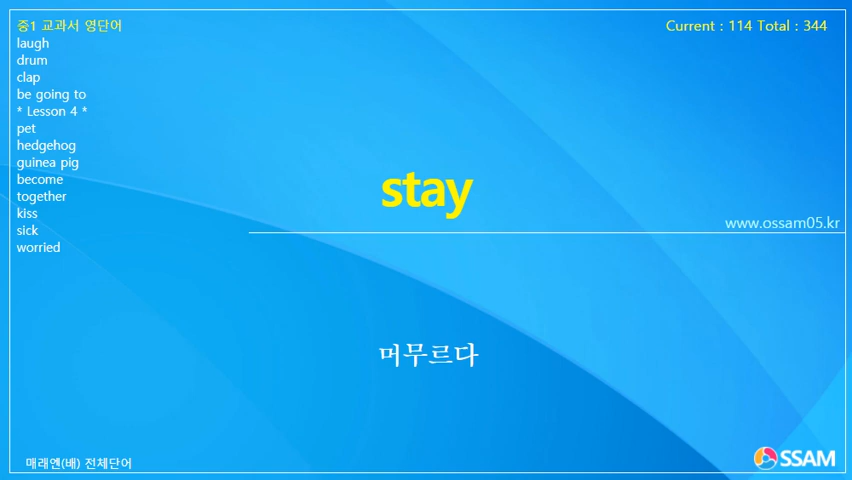 중1 교과서 영단어
Current : 114 Total : 344
laugh
drum
clap
be going to
* Lesson 4 *
pet
hedgehog
guinea pig
become
together
kiss
sick
worried
stay
www.ossam05.kr
머무르다
매래엔(배) 전체단어
SSAM